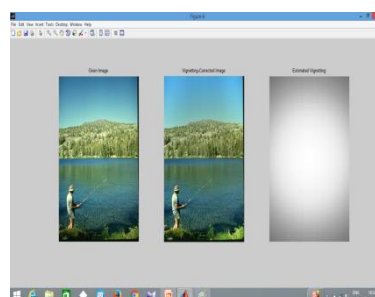 Figure 6
File Edit View Insert Tools Desktop Window Help
Given Image
Vignetting-Corrected Image
Estimated Vignetting